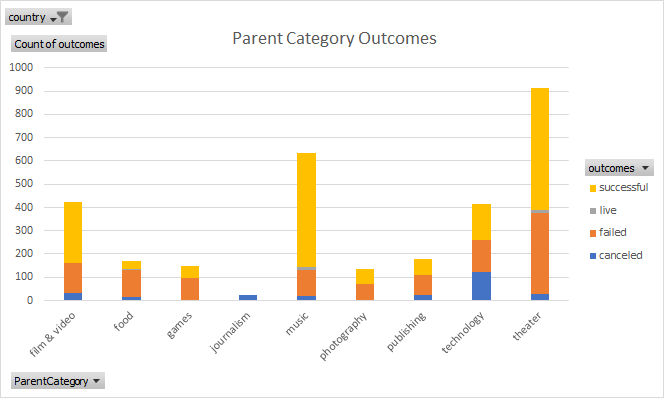 country
Count of outcomes
Parent Category Outcomes
1000
900
800
700
600
500
400
300
200
100
0
film & video
food
games
journalism
music
photography
publishing
technology
theater
outcomes
successful
live
failed
canceled
ParentCategory